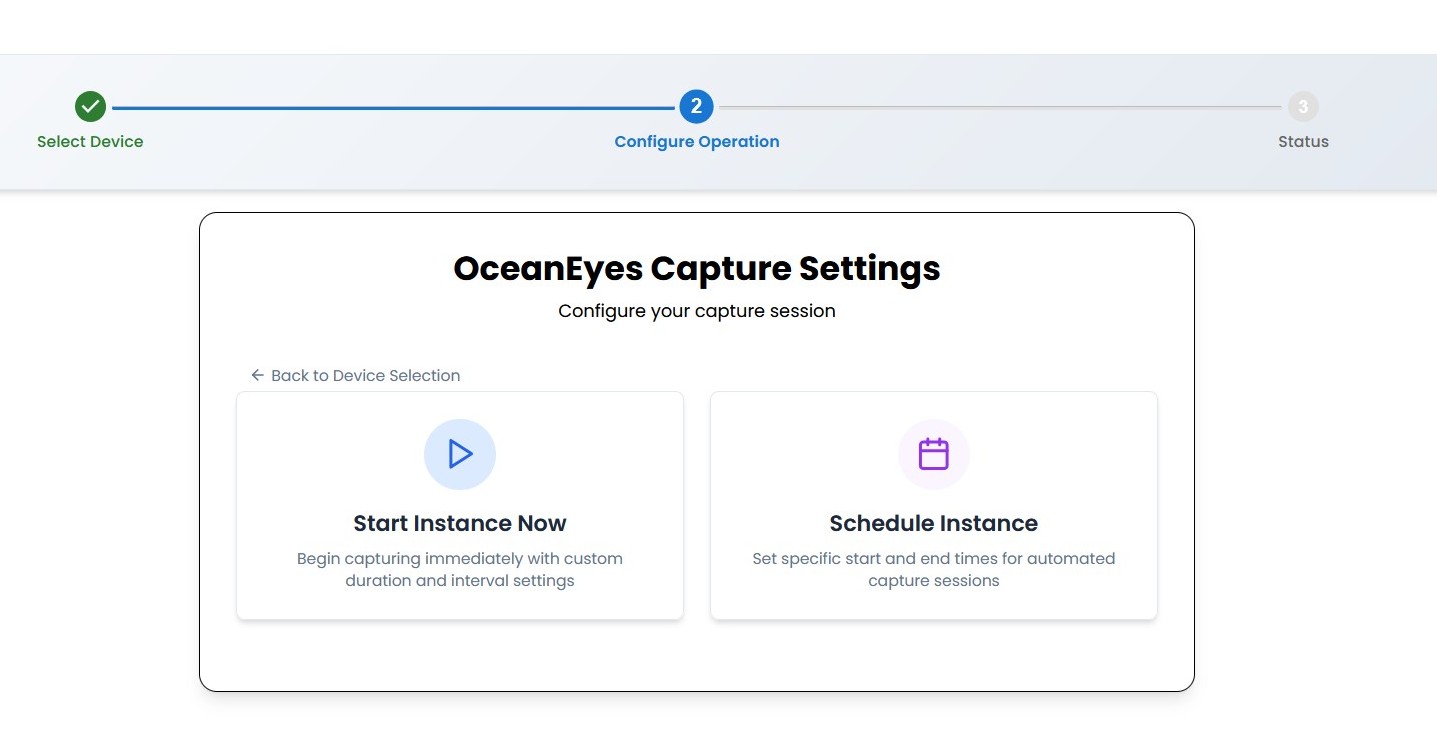 2
3
Select Device
Configure Operation
Status
OceanEyes Capture Settings
Configure your capture session
Back to Device Selection
Start Instance Now
Begin capturing immediately with custom
duration and interval settings
Schedule Instance
Set specific start and end times for automated
capture sessions